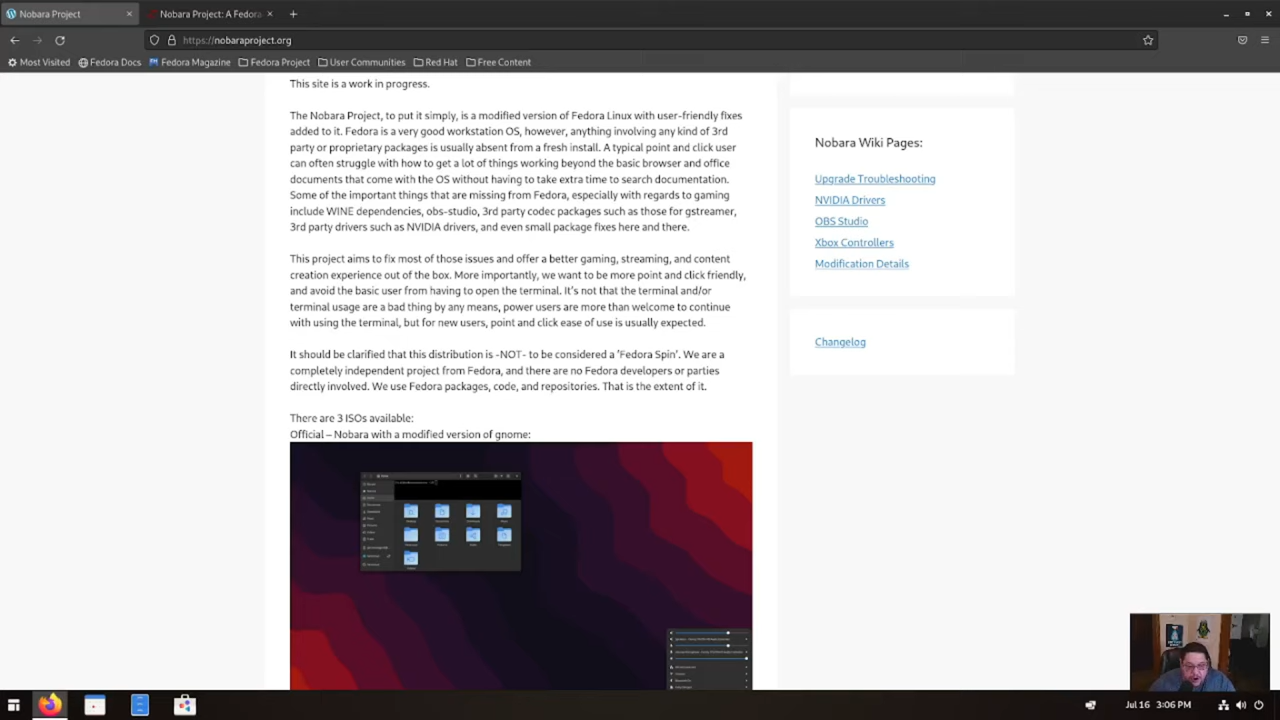 Nobara Project
Nobara Project: A Fedora
https://nobaraproject.org
Most Visited
Fedora Docs
Fedora Magazine
Fedora Project
User Communities
Red Hat
Free Content
This site is a work in progress.
The Nobara Project, to put it simply, is a modified version of Fedora Linux with user-friendly fixes
added to it. Fedora is a very good workstation OS, however, anything involving any kind of 3rd
party or proprietary packages is usually absent from a fresh install. A typical point and click user
can often struggle with how to get a lot of things working beyond the basic browser and office
documents that come with the OS without having to take extra time to search documentation.
Some of the important things that are missing from Fedora, especially with regards to gaming
include WINE dependencies, obs-studio, 3rd party codec packages such as those for gstreamer,
3rd party drivers such as NVIDIA drivers, and even small package fixes here and there.
This project aims to fix most of those issues and offer a better gaming, streaming, and content
creation experience out of the box. More importantly, we want to be more point and click friendly,
and avoid the basic user from having to open the terminal. It's not that the terminal and/or
terminal usage are a bad thing by any means, power users are more than welcome to continue
with using the terminal, but for new users, point and click ease of use is usually expected.
It should be clarified that this distribution is -NOT- to be considered a 'Fedora Spin'. We are a
completely independent project from Fedora, and there are no Fedora developers or parties
directly involved. We use Fedora packages, code, and repositories. That is the extent of it.
There are 3 ISOs available:
Official – Nobara with a modified version of gnome:
Nobara Wiki Pages:
Upgrade Troubleshooting
NVIDIA Drivers
OBS Studio
Xbox Controllers
Modification Details
Changelog
Jul 16 3:06 PM